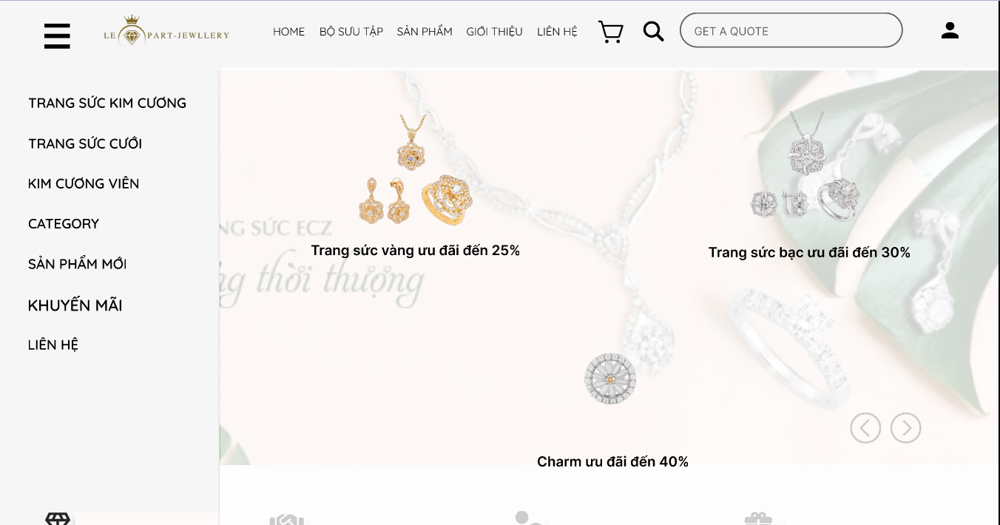 LE PART-JEWLLERY
HOME BỘ SƯU TẬP SẢN PHẨM GIỚI THIỆU LIÊN HỆ
GET A QUOTE
TRANG SỨC KIM CƯƠNG
TRANG SỨC CƯỚI
KIM CƯƠNG VIÊN
CATEGORY
SẢN PHẨM MỚI
KHUYẾN MÃI
LIÊN HỆ
NG SỨC ECZ
ng thời thượng
Trang sức vàng ưu đãi đến 25%
Trang sức bạc ưu đãi đến 30%
Charm ưu đãi đến 40%